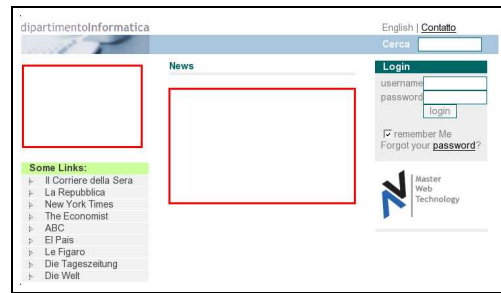 dipartimentoInformatica
English | Contatto
Cerca
News
Login
username
password
login
remember Me
Forgot your password?
Some Links:
Il Corriere della Sera
La Repubblica
New York Times
The Economist
ABC
El Pais
Le Figaro
Die Tageszeitung
Die Welt
Master
Web
Technology